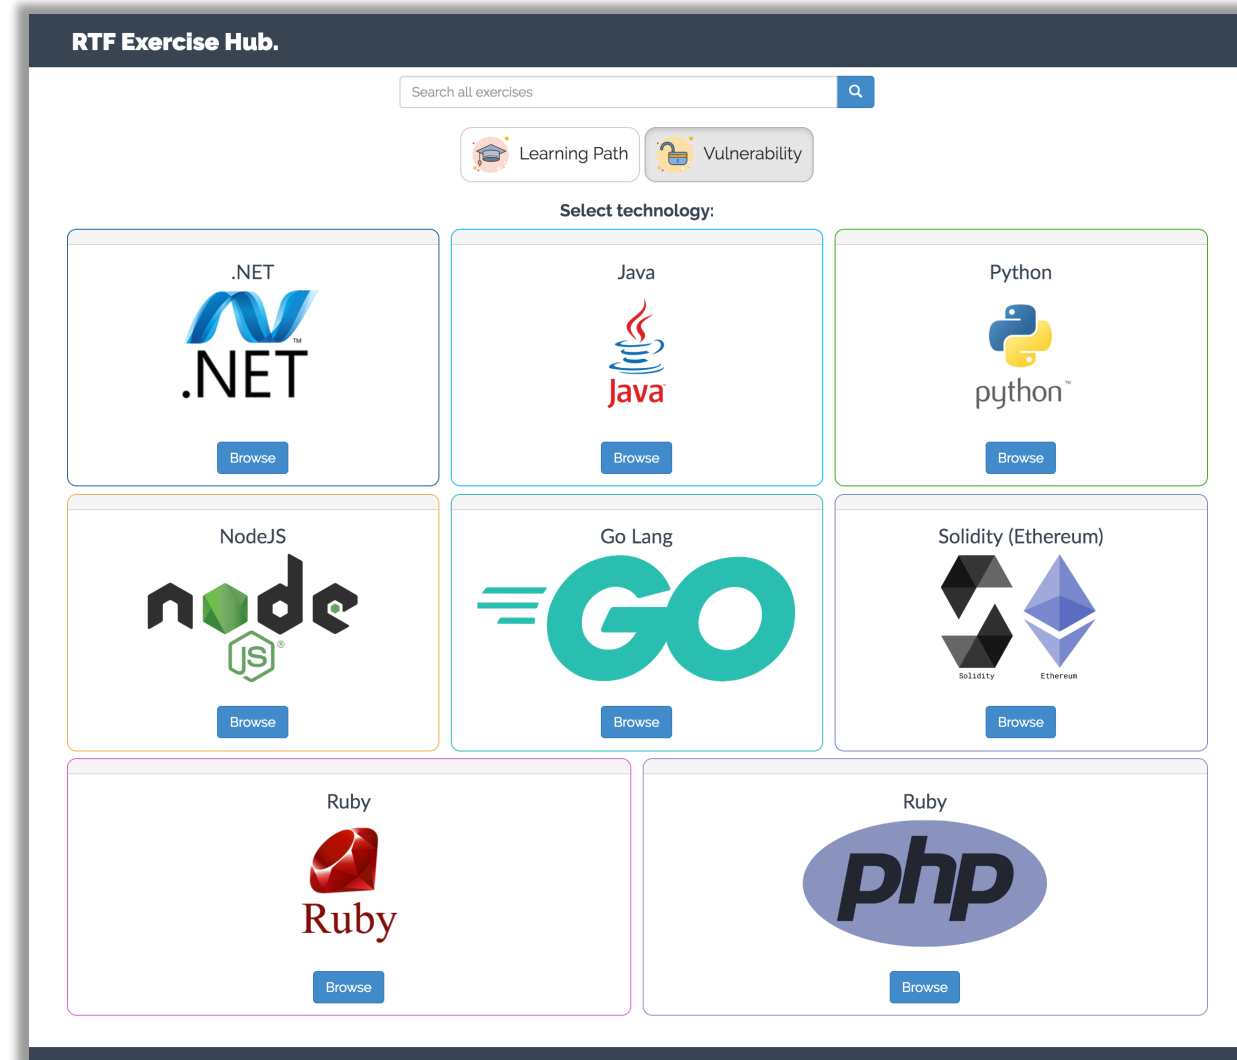 RTF Exercise Hub.
Search all exercises
Learning Path
Vulnerability
Select technology:
.NET
™
.NET
Browse
Java
Java
Browse
Python
python™
Browse
NodeJS
node
JS®
Browse
Go Lang
GO
Browse
Solidity (Ethereum)
Solidity
Ethereum
Browse
Ruby
Ruby
Browse
Ruby
php
Browse